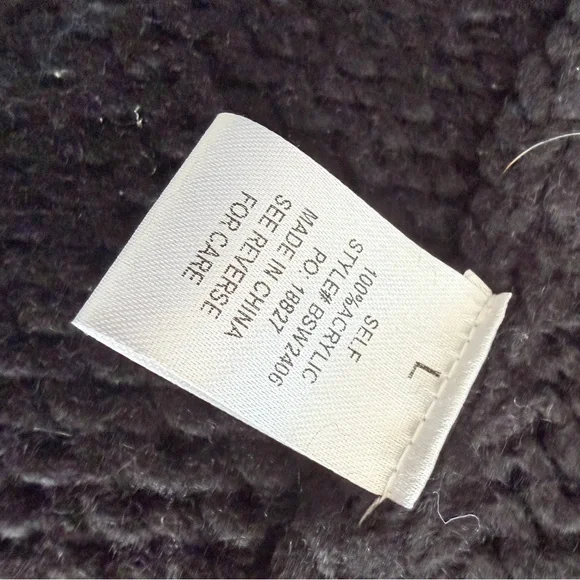 L
SELF
100%ACRYLIC
STYLE# BSW2406
PO: 18827
MADE IN CHINA
SEE REVERSE
FOR CARE